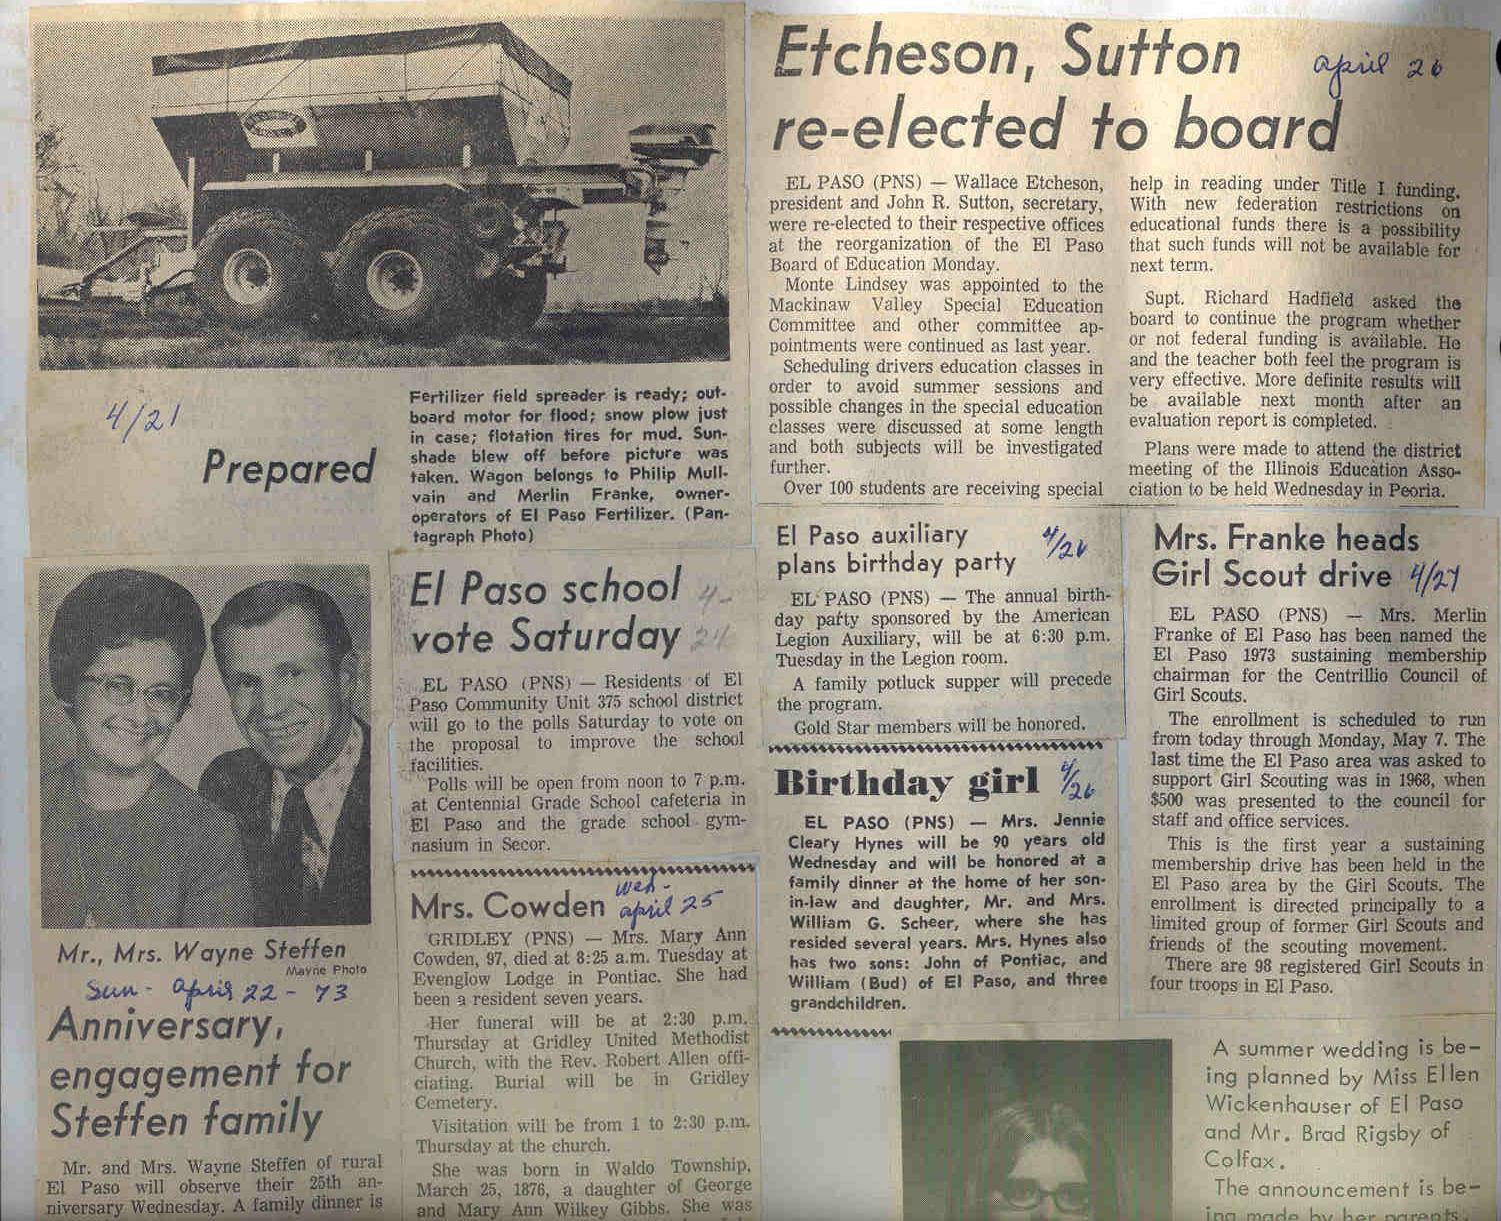 4/21
Prepared
Fertilizer field spreader is ready; out-
board motor for flood; snow plow just
in case; flotation tires for mud. Sun-
shade blew off before picture was
taken. Wagon belongs to Philip Mull-
vain and Merlin Franke, owner-
operators of El Paso Fertilizer. (Pan-
tagraph Photo)
Mr., Mrs. Wayne Steffen
Mayne Photo
Sun - April 22 - 73
Anniversary,
engagement for
Steffen family
Mr. and Mrs. Wayne Steffen of rural
El Paso will observe their 25th an-
niversary Wednesday. A family dinner is
El Paso school
vote Saturday
4-
24
EL PASO (PNS) — Residents of El
Paso Community Unit 375 school district
will go to the polls Saturday to vote on
the proposal to improve the school
facilities.
Polls will be open from noon to 7 p.m.
at Centennial Grade School cafeteria in
El Paso and the grade school gym-
nasium in Secor.
Mrs. Cowden
Wed -
April 25
GRIDLEY (PNS) — Mrs. Mary Ann
Cowden, 97, died at 8:25 a.m. Tuesday at
Evenglow Lodge in Pontiac. She had
been a resident seven years.
Her funeral will be at 2:30 p.m.
Thursday at Gridley United Methodist
Church, with the Rev. Robert Allen offi-
ciating. Burial will be in Gridley
Cemetery.
Visitation will be from 1 to 2:30 p.m.
Thursday at the church.
She was born in Waldo Township,
March 25, 1876, a daughter of George
and Mary Ann Wilkey Gibbs. She was
Etcheson, Sutton
re-elected to board
April 26
EL PASO (PNS) — Wallace Etcheson,
president and John R. Sutton, secretary,
were re-elected to their respective offices
at the reorganization of the El Paso
Board of Education Monday.
Monte Lindsey was appointed to the
Mackinaw Valley Special Education
Committee and other committee ap-
pointments were continued as last year.
Scheduling drivers education classes in
order to avoid summer sessions and
possible changes in the special education
classes were discussed at some length
and both subjects will be investigated
further.
Over 100 students are receiving special
help in reading under Title I funding.
With new federation restrictions on
educational funds there is a possibility
that such funds will not be available for
next term.
Supt. Richard Hadfield asked the
board to continue the program whether
or not federal funding is available. He
and the teacher both feel the program is
very effective. More definite results will
be available next month after an
evaluation report is completed.
Plans were made to attend the district
meeting of the Illinois Education Asso-
ciation to be held Wednesday in Peoria.
El Paso auxiliary
plans birthday party
4/26
EL PASO (PNS) — The annual birth-
day party sponsored by the American
Legion Auxiliary, will be at 6:30 p.m.
Tuesday in the Legion room.
A family potluck supper will precede
the program.
Gold Star members will be honored.
Birthday girl
4/26
EL PASO (PNS) — Mrs. Jennie
Cleary Hynes will be 90 years old
Wednesday and will be honored at a
family dinner at the home of her son-
in-law and daughter, Mr. and Mrs.
William G. Scheer, where she has
resided several years. Mrs. Hynes also
has two sons: John of Pontiac, and
William (Bud) of El Paso, and three
grandchildren.
Mrs. Franke heads
Girl Scout drive
4/27
EL PASO (PNS) — Mrs. Merlin
Franke of El Paso has been named the
El Paso 1973 sustaining membership
chairman for the Centrillio Council of
Girl Scouts.
The enrollment is scheduled to run
from today through Monday, May 7. The
last time the El Paso area was asked to
support Girl Scouting was in 1968, when
$500 was presented to the council for
staff and office services.
This is the first year a sustaining
membership drive has been held in the
El Paso area by the Girl Scouts. The
enrollment is directed principally to a
limited group of former Girl Scouts and
friends of the scouting movement.
There are 98 registered Girl Scouts in
four troops in El Paso.
A summer wedding is be-
ing planned by Miss Ellen
Wickenhauser of El Paso
and Mr. Brad Rigsby of
Colfax.
The announcement is be-
ing made by her parents,